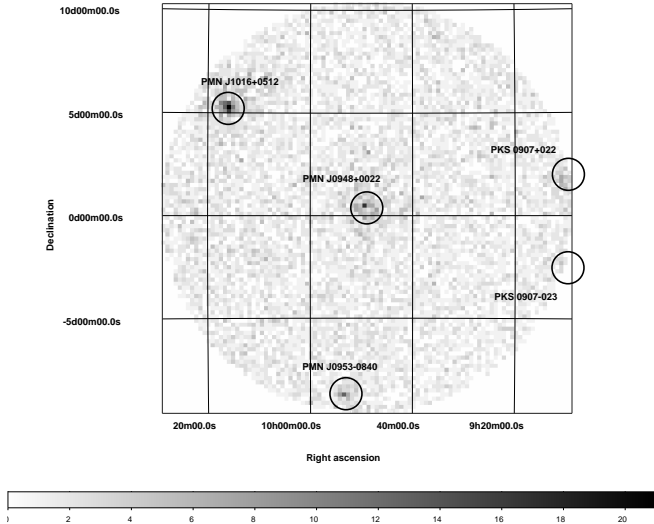 10d00m00.0s
PMN J1016+0512
5d00m00.0s
PKS 0907+022
PMN J0948+0022
Declination
0d00m00.0s
PKS 0907-023
-5d00m00.0s
PMN J0953-0840
20m00.0s 10h00m00.0s 40m00.0s 9h20m00.0s
Right ascension
2 4 6 8 10 12 14 16 18 20